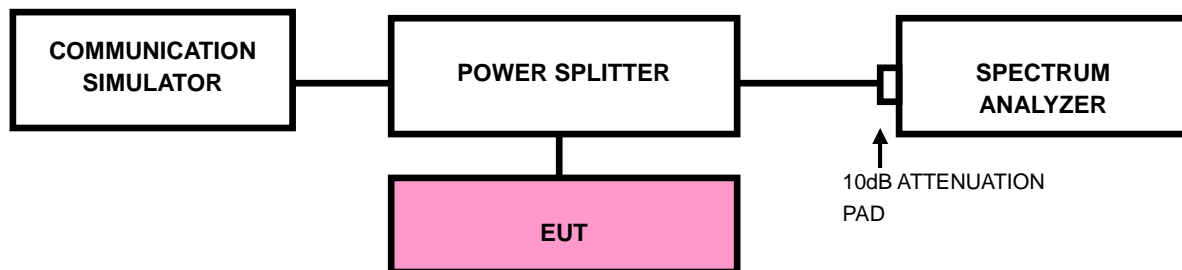 COMMUNICATION
SIMULATOR
POWER SPLITTER
SPECTRUM
ANALYZER
10dB ATTENUATION
PAD
EUT